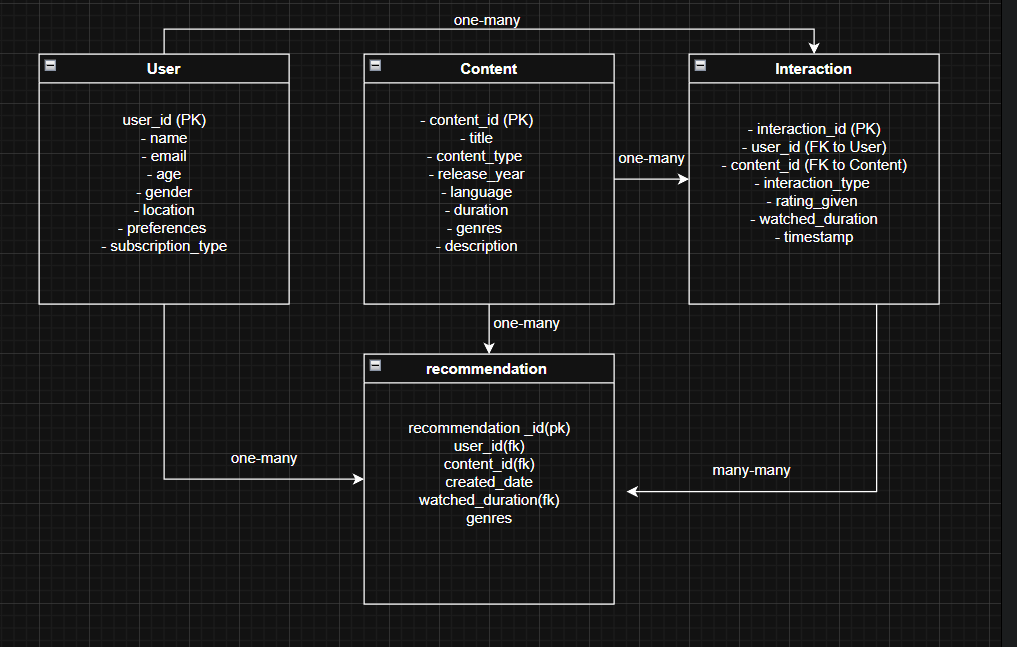 one-many
User
user_id (PK)
- name
- email
- age
- gender
- location
- preferences
- subscription_type
Content
- content_id (PK)
- title
- content_type
- release_year
- language
- duration
- genres
- description
one-many
Interaction
- interaction_id (PK)
- user_id (FK to User)
- content_id (FK to Content)
- interaction_type
- rating_given
- watched_duration
- timestamp
one-many
recommendation
recommendation _id(pk)
user_id(fk)
content_id(fk)
created_date
watched_duration(fk)
genres
one-many
many-many